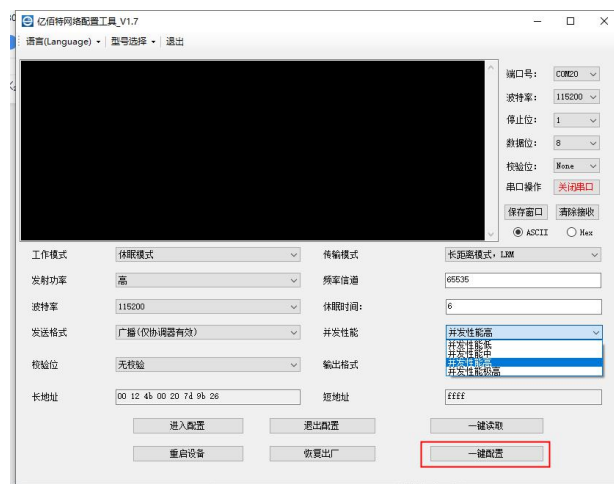 亿佰特网络配置工具_V1.7
语言(Language) 型号选择 退出
端口号: COM20
波特率: 115200
停止位: 1
数据位: 8
校验位: None
串口操作 关闭串口
保存窗口 清除接收
ASCII Hex
工作模式 休眠模式 传输模式 长距离模式,LRM
发射功率 高 频率信道 65535
波特率 115200 休眠时间: 6
发送格式 广播(仅协调器有效) 并发性能 并发性能高
并发性能低
并发性能中
并发性能高
并发性能极高
校验位 无校验 输出格式
长地址 00 12 4b 00 20 7d 9b 26 短地址 ffff
进入配置 退出配置 一键读取
重启设备 恢复出厂 一键配置